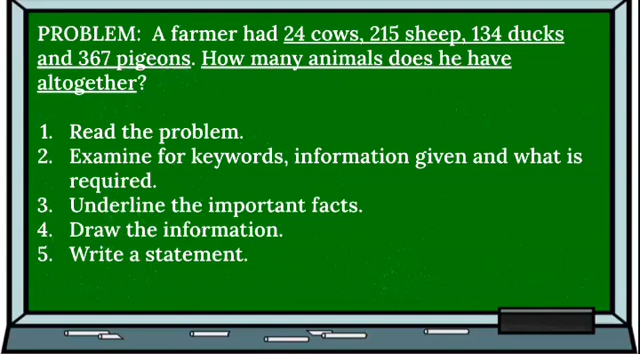 PROBLEM: A farmer had 24 cows, 215 sheep, 134 ducks
and 367 pigeons. How many animals does he have
altogether?
1. Read the problem.
2. Examine for keywords, information given and what is
required.
3. Underline the important facts.
4. Draw the information.
5. Write a statement.